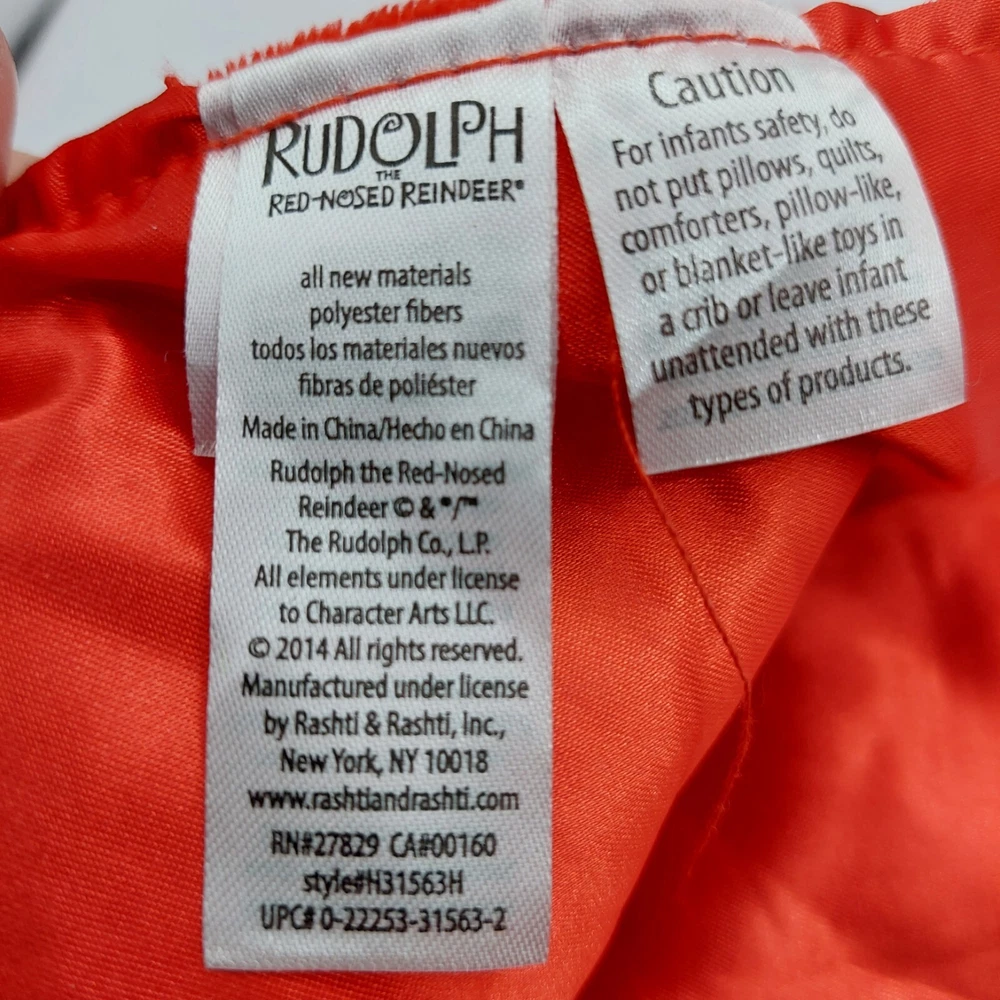 RUDOLPH
THE
RED-NOSED REINDEER®
all new materials
polyester fibers
todos los materiales nuevos
fibras de poliéster
Made in China/Hecho en China
Rudolph the Red-Nosed
Reindeer © & ®/™
The Rudolph Co., L.P.
All elements under license
to Character Arts LLC.
© 2014 All rights reserved.
Manufactured under license
by Rashti & Rashti, Inc.,
New York, NY 10018
www.rashtiandrashti.com
RN#27829 CA#00160
style#H31563H
UPC# 0-22253-31563-2
Caution
For infants safety, do
not put pillows, quilts,
comforters, pillow-like,
or blanket-like toys in
a crib or leave infant
unattended with these
types of products.